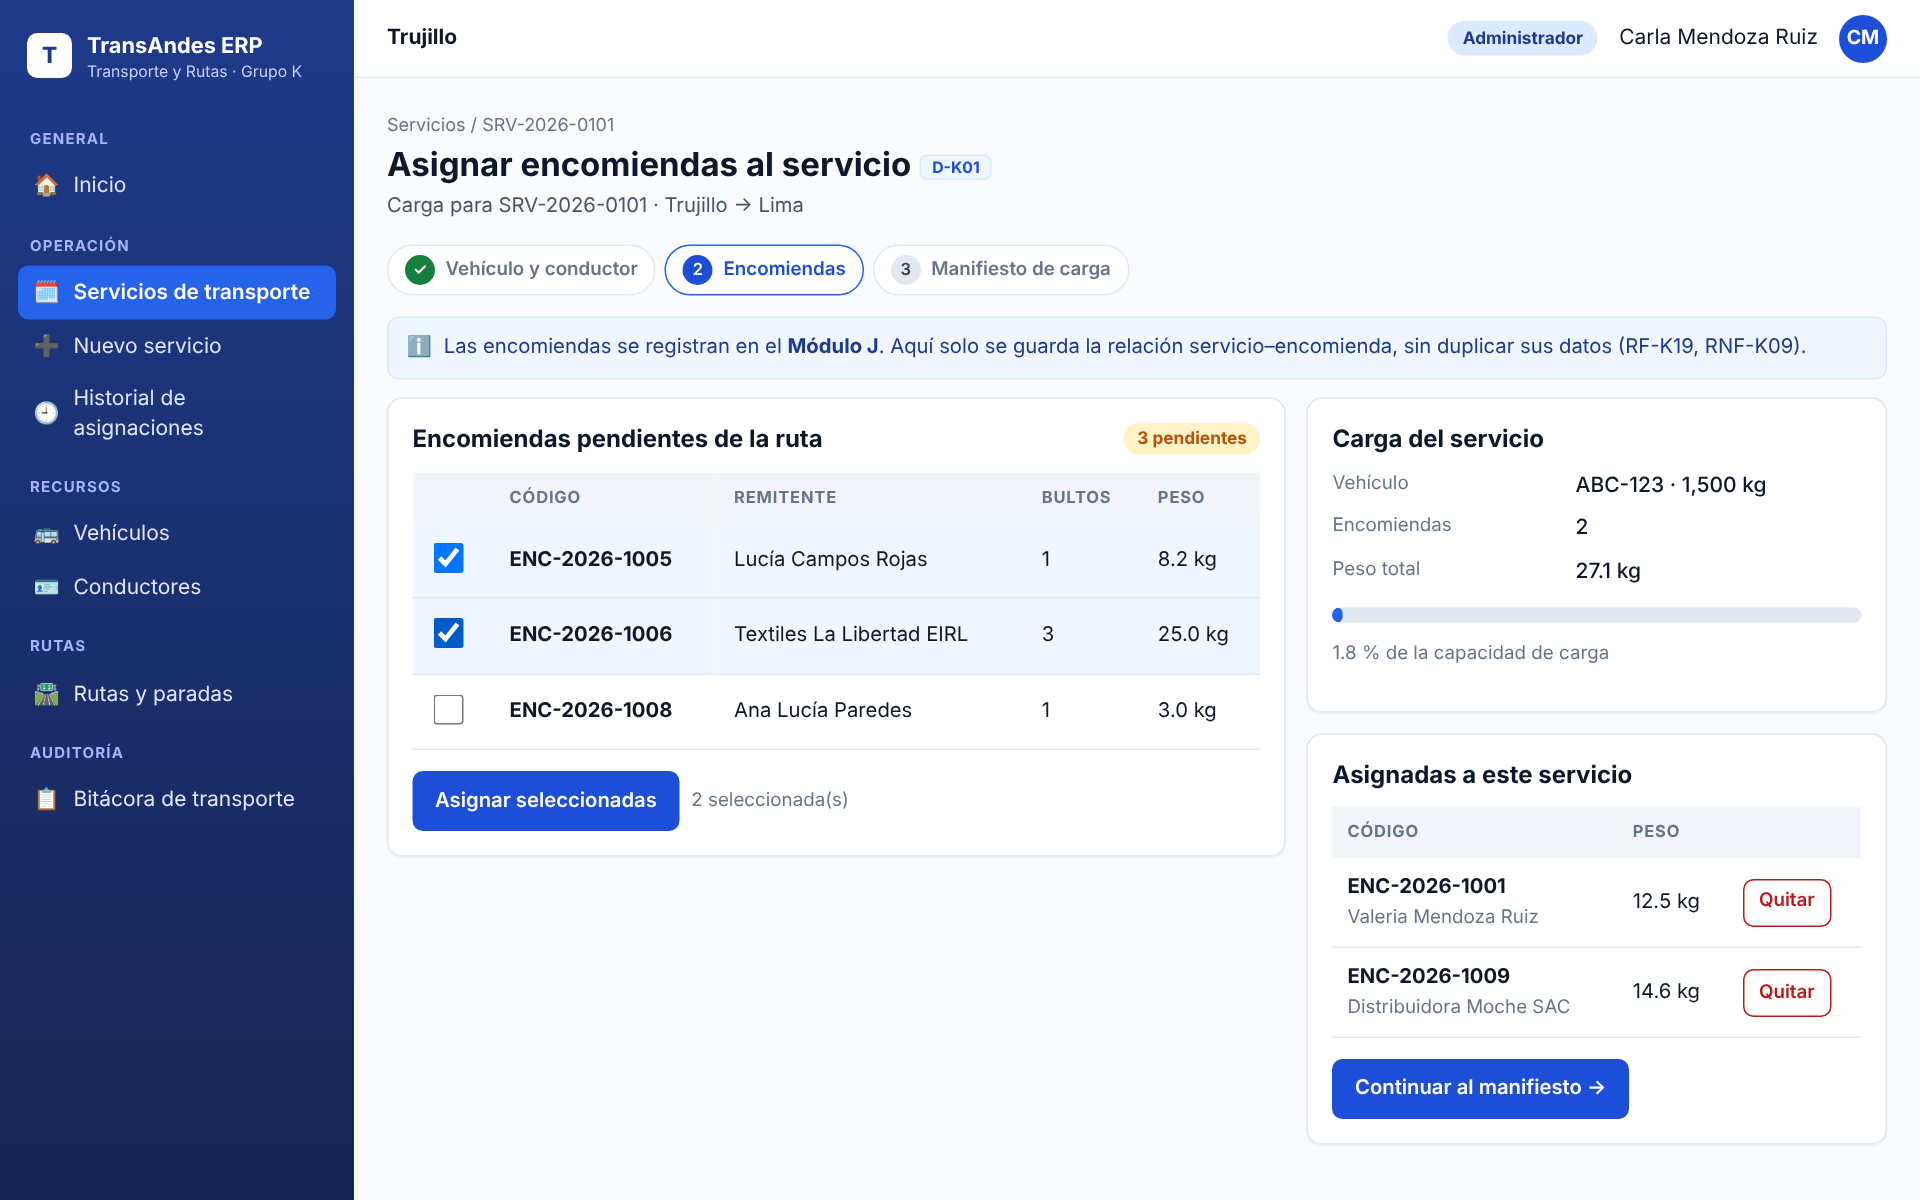 T
TransAndes ERP
Transporte y Rutas · Grupo K
GENERAL
Inicio
OPERACIÓN
Servicios de transporte
Nuevo servicio
Historial de
asignaciones
RECURSOS
Vehículos
Conductores
RUTAS
Rutas y paradas
AUDITORÍA
Bitácora de transporte
Trujillo
Administrador
Carla Mendoza Ruiz
CM
Servicios / SRV-2026-0101
Asignar encomiendas al servicio D-K01
Carga para SRV-2026-0101 · Trujillo → Lima
Vehículo y conductor
2 Encomiendas
3 Manifiesto de carga
Las encomiendas se registran en el Módulo J. Aquí solo se guarda la relación servicio–encomienda, sin duplicar sus datos (RF-K19, RNF-K09).
Encomiendas pendientes de la ruta
3 pendientes
CÓDIGO REMITENTE BULTOS PESO
ENC-2026-1005 Lucía Campos Rojas 1 8.2 kg
ENC-2026-1006 Textiles La Libertad EIRL 3 25.0 kg
ENC-2026-1008 Ana Lucía Paredes 1 3.0 kg
Asignar seleccionadas 2 seleccionada(s)
Carga del servicio
Vehículo ABC-123 · 1,500 kg
Encomiendas 2
Peso total 27.1 kg
1.8 % de la capacidad de carga
Asignadas a este servicio
CÓDIGO PESO
ENC-2026-1001
Valeria Mendoza Ruiz
12.5 kg Quitar
ENC-2026-1009
Distribuidora Moche SAC
14.6 kg Quitar
Continuar al manifiesto →